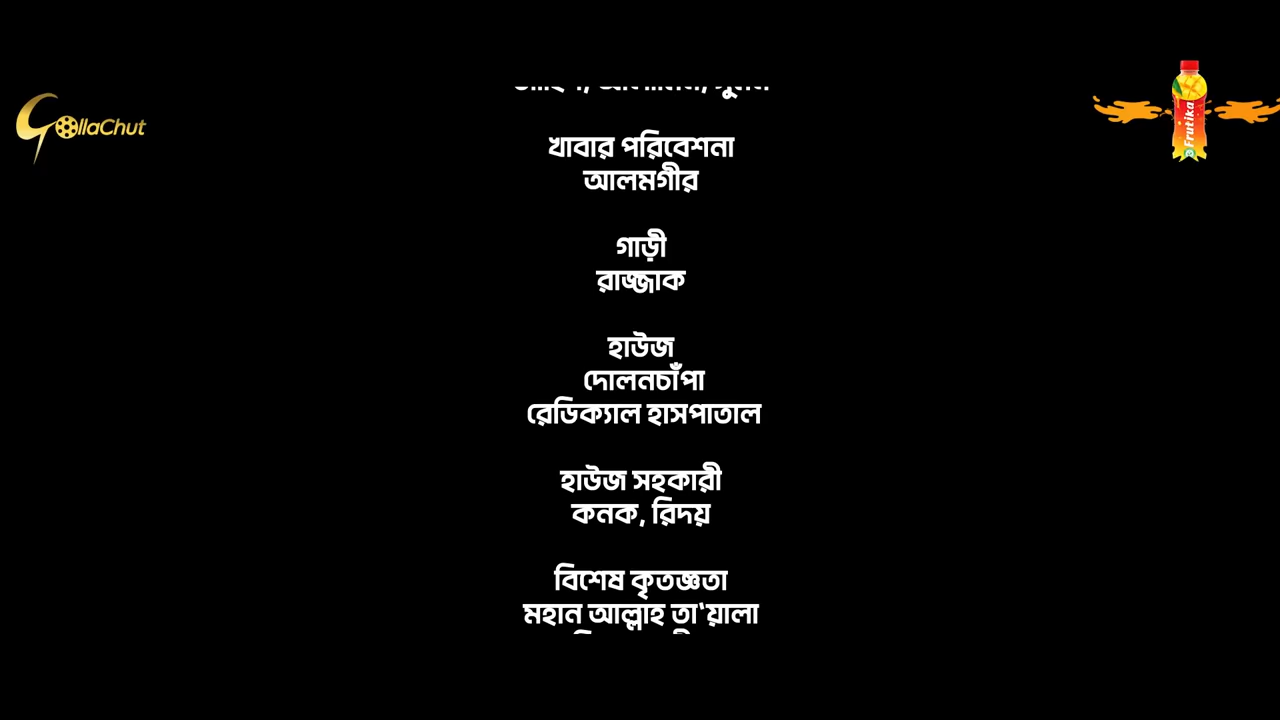 GollaChut
Frutika
খাবার পরিবেশনা
আলমগীর
গাড়ী
রাজ্জাক
হাউজ
দোলনচাঁপা
রেডিক্যাল হাসপাতাল
হাউজ সহকারী
কনক, রিদয়
বিশেষ কৃতজ্ঞতা
মহান আল্লাহ তা'য়ালা